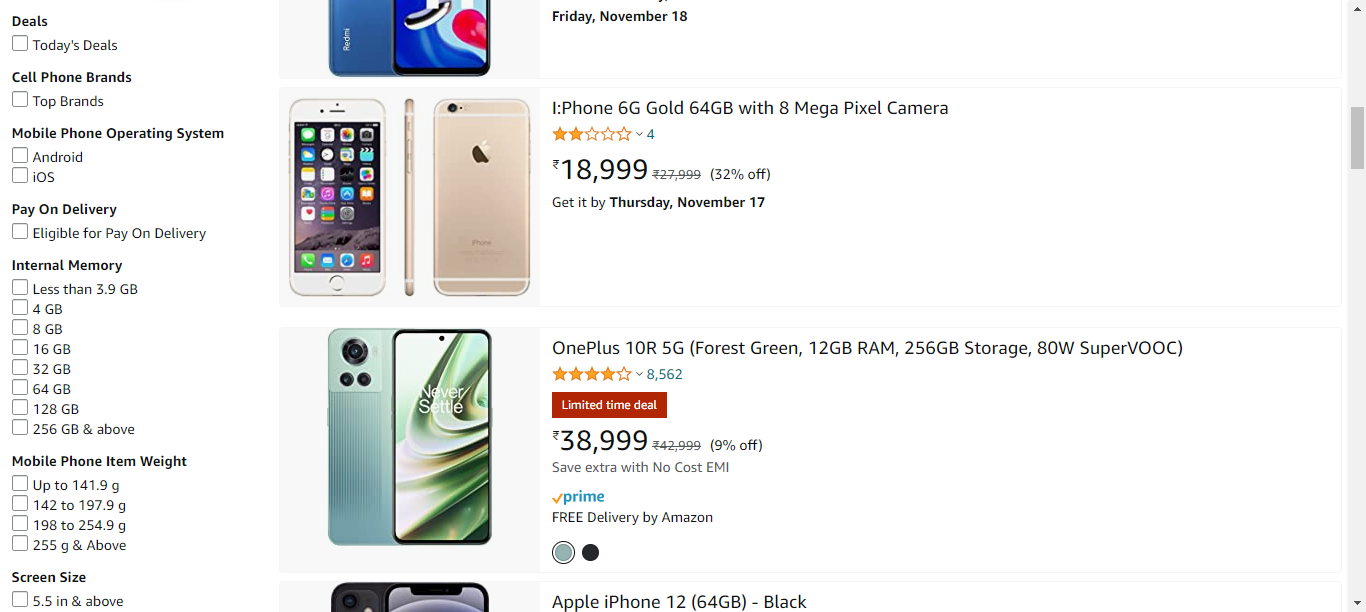 Deals
Today's Deals
Cell Phone Brands
Top Brands
Mobile Phone Operating System
Android
iOS
Pay On Delivery
Eligible for Pay On Delivery
Internal Memory
Less than 3.9 GB
4 GB
8 GB
16 GB
32 GB
64 GB
128 GB
256 GB & above
Mobile Phone Item Weight
Up to 141.9 g
142 to 197.9 g
198 to 254.9 g
255 g & Above
Screen Size
5.5 in & above
Redmi
Friday, November 18
iPhone
I:Phone 6G Gold 64GB with 8 Mega Pixel Camera
4
₹18,999 ₹27,999 (32% off)
Get it by Thursday, November 17
Never
Settle
OnePlus 10R 5G (Forest Green, 12GB RAM, 256GB Storage, 80W SuperVOOC)
8,562
Limited time deal
₹38,999 ₹42,999 (9% off)
Save extra with No Cost EMI
prime
FREE Delivery by Amazon
Apple iPhone 12 (64GB) - Black